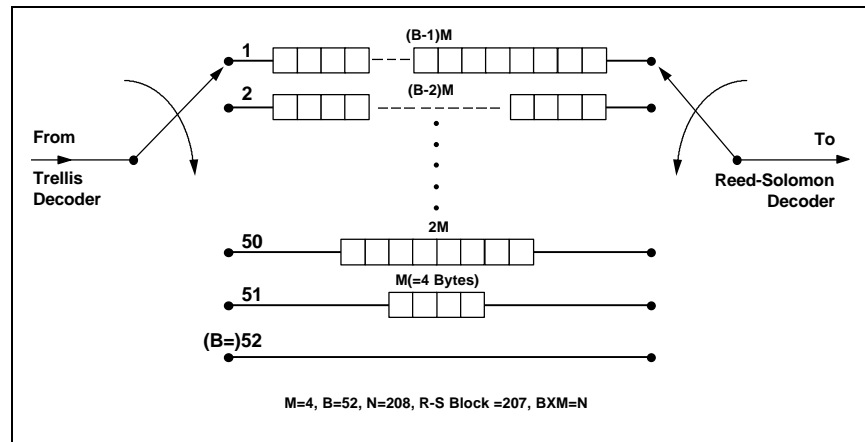 (B-1)M
1
(B-2)M
2
From
Trellis
Decoder
To
Reed-Solomon
Decoder
2M
50
M(=4 Bytes)
51
(B=)52
M=4, B=52, N=208, R-S Block =207, BXM=N